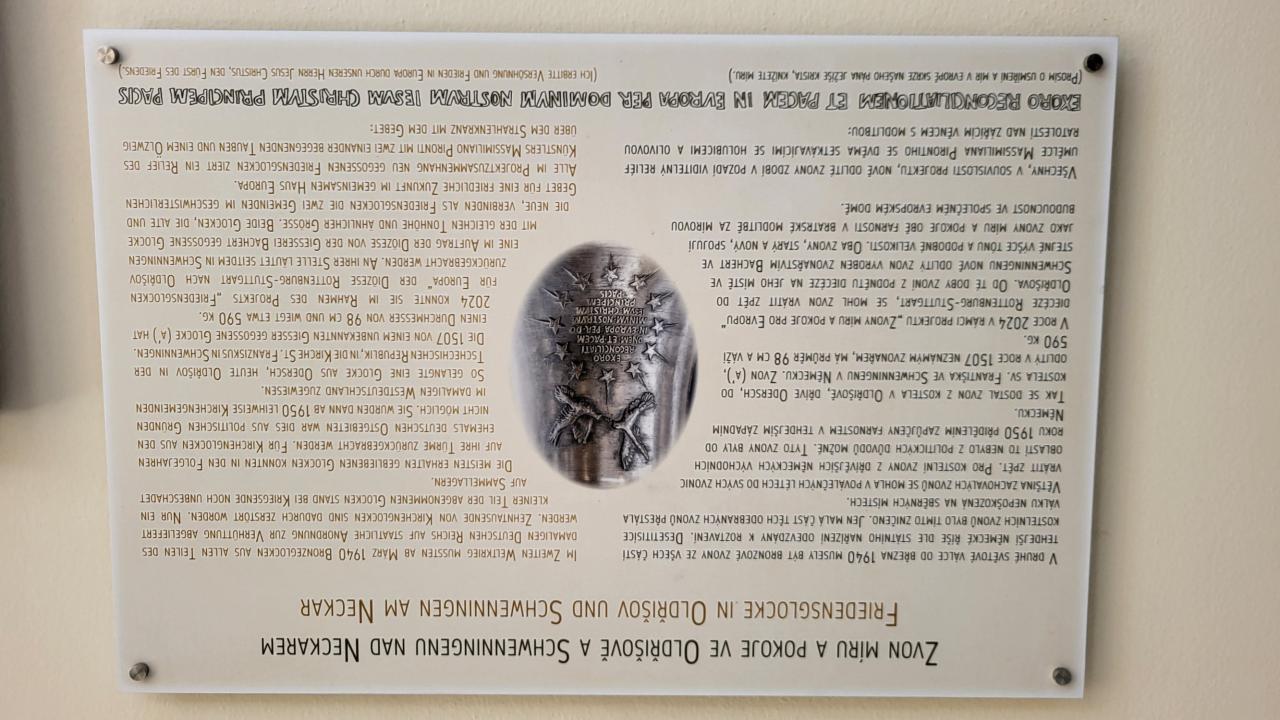 ZVON MÍRU A POKOJE VE OLDŘIŠOVĚ A SCHWENNINGENU NAD NECKAREM
FRIEDENSGLOCKE IN OLDŘIŠOV UND SCHWENNINGEN AM NECKAR
V DRUHÉ SVĚTOVÉ VÁLCE OD BŘEZNA 1940 MUSELY BÝT BRONZOVÉ ZVONY ZE VŠECH ČÁSTÍ
TEHDEJŠÍ NĚMECKÉ ŘÍŠE DLE STÁTNÍHO NAŘÍZENÍ ODEVZDANY K ROZTAVENÍ. DESETITISÍCE
KOSTELNÍCH ZVONŮ BYLO TÍMTO ZNIČENO. JEN MALÁ ČÁST TĚCH ODEBRANÝCH ZVONŮ PŘESTÁLA
VÁLKU NEPOŠKOZENÁ NA SBĚRNÝCH MÍSTECH.
VĚTŠINA ZACHOVALÝCH ZVONŮ SE MOHLA V POVÁLEČNÝCH LÉTECH DO SVÝCH ZVONIC
VRÁTIT ZPĚT. PRO KOSTELNÍ ZVONY Z DŘÍVĚJŠÍCH NĚMECKÝCH VÝCHODNÍCH
OBLASTÍ TO NEBYLO Z POLITICKÝCH DŮVODŮ MOŽNÉ. TYTO ZVONY BYLY OD
ROKU 1950 PŘIDĚLENÍM ZAPŮJČENY FARNOSTEM V TEHDEJŠÍM ZÁPADNÍM
NĚMECKU.
TAK SE DOSTAL ZVON Z KOSTELA V OLDŘIŠOVĚ, DŘÍVE ODERSCH, DO
KOSTELA SV. FRANTIŠKA VE SCHWENNINGENU V NĚMECKU. ZVON (A'),
ODLITÝ V ROCE 1507 NEZNÁMÝM ZVONAŘEM, MÁ PRŮMĚR 98 CM A VÁŽÍ
590 KG.
V ROCE 2024 V RÁMCI PROJEKTU „ZVONY MÍRU A POKOJE PRO EVROPU"
DIECÉZE ROTTENBURG-STUTTGART, SE MOHL ZVON VRÁTIT ZPĚT DO
OLDŘIŠOVA. OD TÉ DOBY ZVONÍ Z PODNĚTU DIECÉZE NA JEHO MÍSTĚ VE
SCHWENNINGENU NOVĚ ODLITÝ ZVON VYROBEN ZVONAŘSTVÍM BACHERT VE
STEJNÉ VÝŠCE TÓNU A PODOBNÉ VELIKOSTI. OBA ZVONY, STARÝ A NOVÝ, SPOJUJÍ
JAKO ZVONY MÍRU A POKOJE OBĚ FARNOSTI V BRATRSKÉ MODLITBĚ ZA MÍROVOU
BUDOUCNOST VE SPOLEČNÉM EVROPSKÉM DOMĚ.
VŠECHNY, V SOUVISLOSTI PROJEKTU, NOVĚ ODLITÉ ZVONY ZDOBÍ V POZADÍ VIDITELNÝ RELIÉF
UMĚLCE MASSIMILIANA PIRONTIHO SE DVĚMA SETKÁVAJÍCÍMI SE HOLUBICEMI A OLIVOVOU
RATOLESTÍ NAD ZÁŘÍCÍM VĚNCEM S MODLITBOU:
IM ZWEITEN WELTKRIEG MUSSTEN AB MÄRZ 1940 BRONZEGLOCKEN AUS ALLEN TEILEN DES
DAMALIGEN DEUTSCHEN REICHS AUF STAATLICHE ANORDNUNG ZUR VERHÜTTUNG ABGELIEFERT
WERDEN. ZEHNTAUSENDE VON KIRCHENGLOCKEN SIND DADURCH ZERSTÖRT WORDEN. NUR EIN
KLEINER TEIL DER ABGENOMMENEN GLOCKEN STAND BEI KRIEGSENDE NOCH UNBESCHADET
AUF SAMMELLAGERN.
DIE MEISTEN ERHALTEN GEBLIEBENEN GLOCKEN KONNTEN IN DEN FOLGEJAHREN
AUF IHRE TÜRME ZURÜCKGEBRACHT WERDEN. FÜR KIRCHENGLOCKEN AUS DEN
EHEMALS DEUTSCHEN OSTGEBIETEN WAR DIES AUS POLITISCHEN GRÜNDEN
NICHT MÖGLICH. SIE WURDEN DANN AB 1950 LEIHWEISE KIRCHENGEMEINDEN
IM DAMALIGEN WESTDEUTSCHLAND ZUGEWIESEN.
SO GELANGTE EINE GLOCKE AUS ODERSCH, HEUTE OLDŘIŠOV IN DER
TSCHECHISCHEN REPUBLIK, IN DIE KIRCHE ST. FRANZISKUS IN SCHWENNINGEN.
DIE 1507 VON EINEM UNBEKANNTEN GIESSER GEGOSSENE GLOCKE (A´) HAT
EINEN DURCHMESSER VON 98 CM UND WIEGT ETWA 590 KG.
2024 KONNTE SIE IM RAHMEN DES PROJEKTS „FRIEDENSGLOCKEN
FÜR EUROPA" DER DIÖZESE ROTTENBURG-STUTTGART NACH OLDŘIŠOV
ZURÜCKGEBRACHT WERDEN. AN IHRER STELLE LÄUTET SEITDEM IN SCHWENNINGEN
EINE IM AUFTRAG DER DIÖZESE VON DER GIESSEREI BACHERT GEGOSSENE GLOCKE
MIT DER GLEICHEN TONHÖHE UND ÄHNLICHER GRÖSSE. BEIDE GLOCKEN, DIE ALTE UND
DIE NEUE, VERBINDEN ALS FRIEDENSGLOCKEN DIE ZWEI GEMEINDEN IM GESCHWISTERLICHEN
GEBET FÜR EINE FRIEDLICHE ZUKUNFT IM GEMEINSAMEN HAUS EUROPA.
ALLE IM PROJEKTZUSAMMENHANG NEU GEGOSSENEN FRIEDENSGLOCKEN ZIERT EIN RELIEF DES
KÜNSTLERS MASSIMILIANO PIRONTI MIT ZWEI EINANDER BEGEGNENDEN TAUBEN UND EINEM ÖLZWEIG
ÜBER DEM STRAHLENKRANZ MIT DEM GEBET:
EXORO
RECONCILIATI
ONEM ET PACEM
IN EVROPA PER DO
MINVM NOSTRVM
IESVM CHRISTVM
PRINCIPEM
PACIS
EXORO RECONCILIATIONEM ET PACEM IN EVROPA PER DOMINVM NOSTRVM IESVM CHRISTVM PRINCIPEM PACIS
(PROSÍM O USMÍŘENÍ A MÍR V EVROPĚ SKRZE NAŠEHO PÁNA JEŽÍŠE KRISTA, KNÍŽETE MÍRU.)
(ICH ERBITTE VERSÖHNUNG UND FRIEDEN IN EUROPA DURCH UNSEREN HERRN JESUS CHRISTUS, DEN FÜRST DES FRIEDENS.)